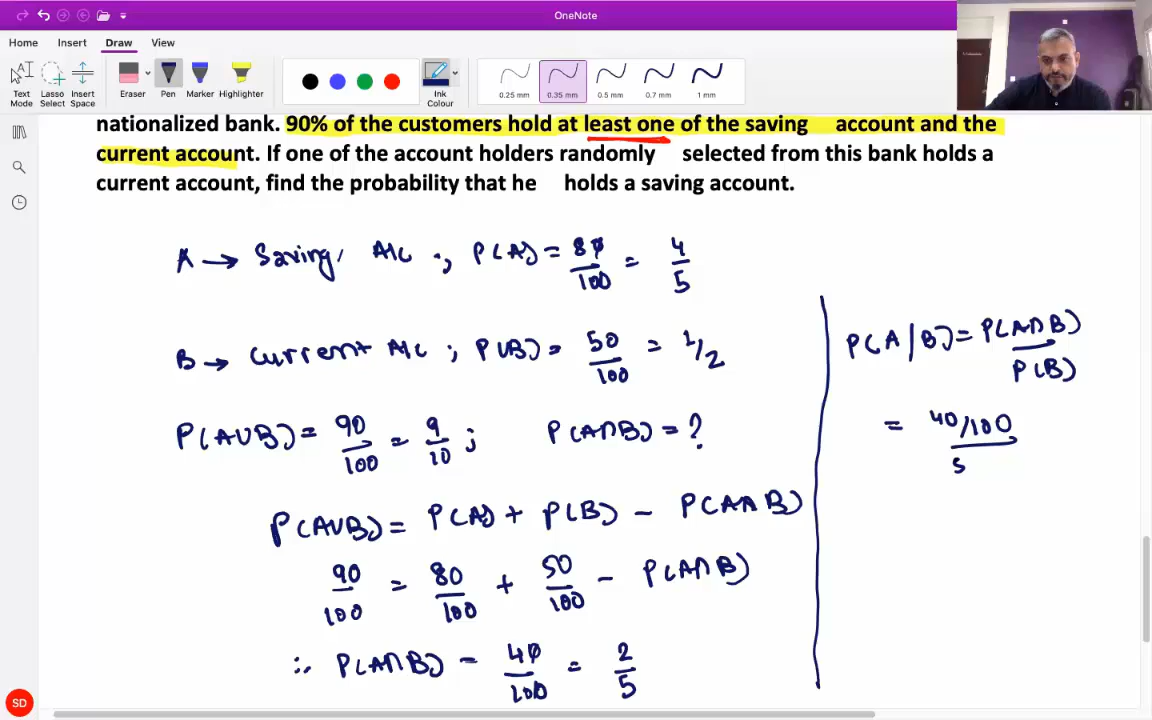 OneNote
Home Insert Draw View
Text Mode Lasso Select Insert Space Eraser Pen Marker Highlighter Ink Colour 0.25 mm 0.35 mm 0.5 mm 0.7 mm 1 mm
nationalized bank. 90% of the customers hold at least one of the saving account and the
current account. If one of the account holders randomly selected from this bank holds a
current account, find the probability that he holds a saving account.
A → Saving A/c ; P(A) = 80/100 = 4/5
B → Current A/c ; P(B) = 50/100 = 1/2
P(A/B) = P(A∩B)/P(B)
P(A∪B) = 90/100 = 9/10 ; P(A∩B) = ?
= 40/100 / 5
P(A∪B) = P(A) + P(B) - P(A∩B)
90/100 = 80/100 + 50/100 - P(A∩B)
∴ P(A∩B) = 40/100 = 2/5
SD